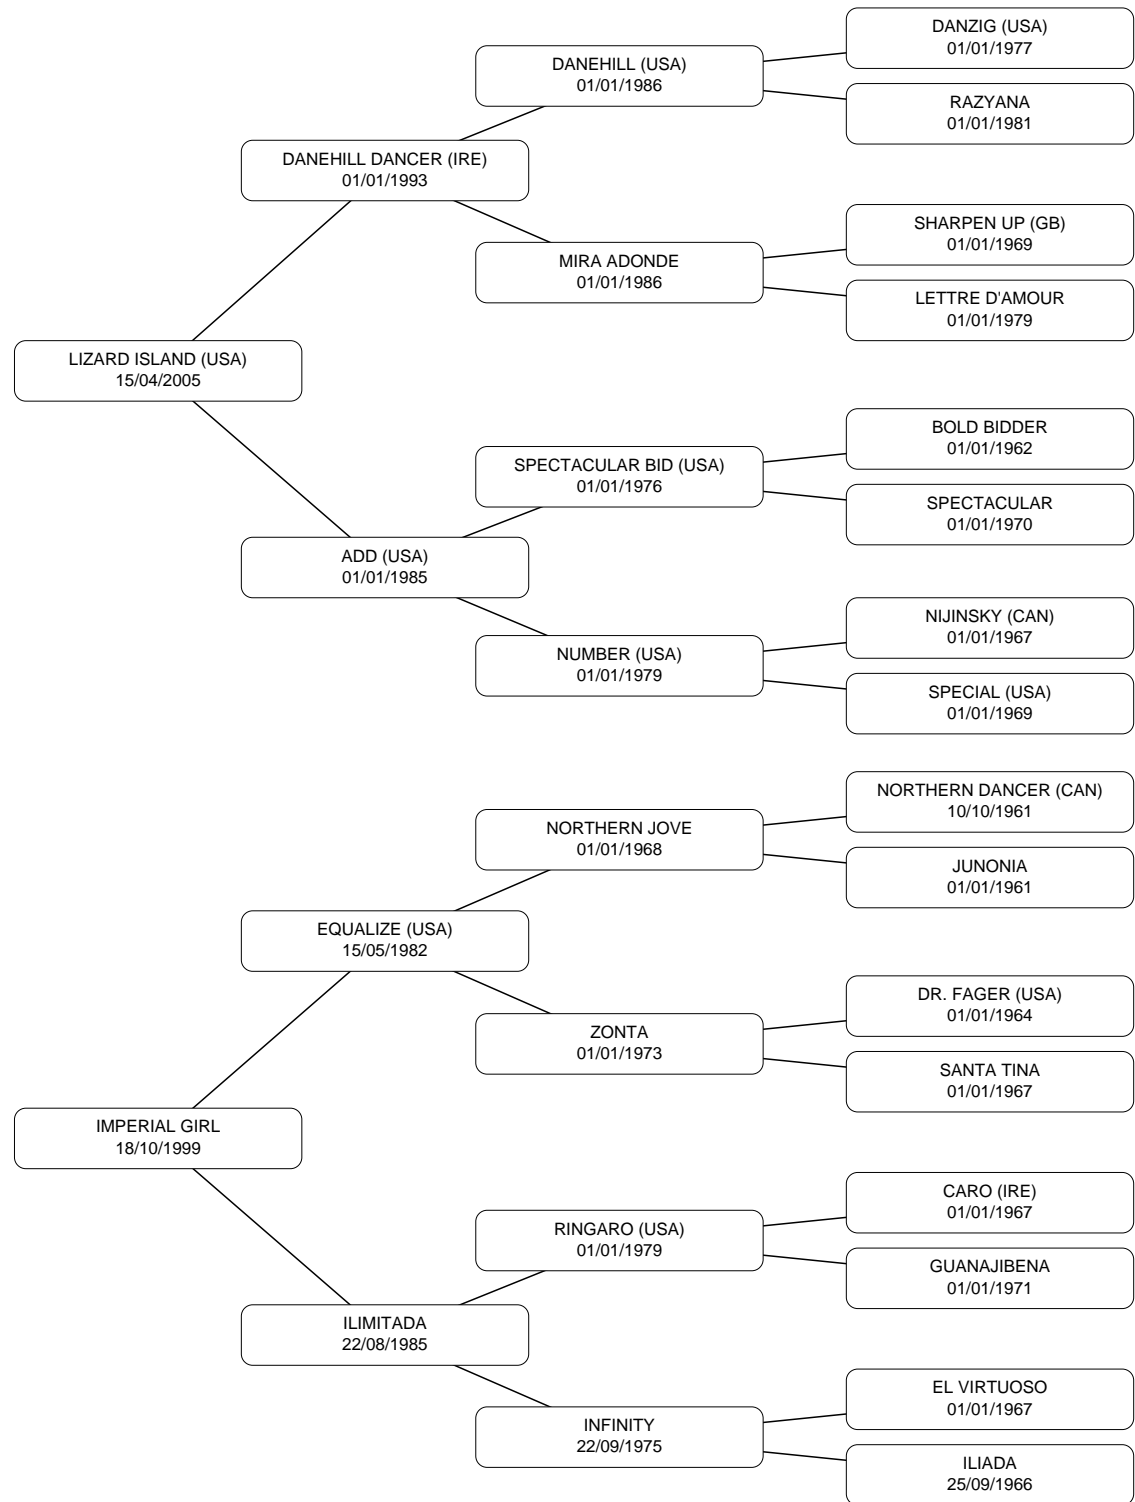 DANZIG (USA)
01/01/1977
DANEHILL (USA)
01/01/1986
RAZYANA
01/01/1981
DANEHILL DANCER (IRE)
01/01/1993
SHARPEN UP (GB)
01/01/1969
MIRA ADONDE
01/01/1986
LETTRE D'AMOUR
01/01/1979
LIZARD ISLAND (USA)
15/04/2005
BOLD BIDDER
01/01/1962
SPECTACULAR BID (USA)
01/01/1976
SPECTACULAR
01/01/1970
ADD (USA)
01/01/1985
NIJINSKY (CAN)
01/01/1967
NUMBER (USA)
01/01/1979
SPECIAL (USA)
01/01/1969
NORTHERN DANCER (CAN)
10/10/1961
NORTHERN JOVE
01/01/1968
JUNONIA
01/01/1961
EQUALIZE (USA)
15/05/1982
DR. FAGER (USA)
01/01/1964
ZONTA
01/01/1973
SANTA TINA
01/01/1967
IMPERIAL GIRL
18/10/1999
CARO (IRE)
01/01/1967
RINGARO (USA)
01/01/1979
GUANAJIBENA
01/01/1971
ILIMITADA
22/08/1985
EL VIRTUOSO
01/01/1967
INFINITY
22/09/1975
ILIADA
25/09/1966